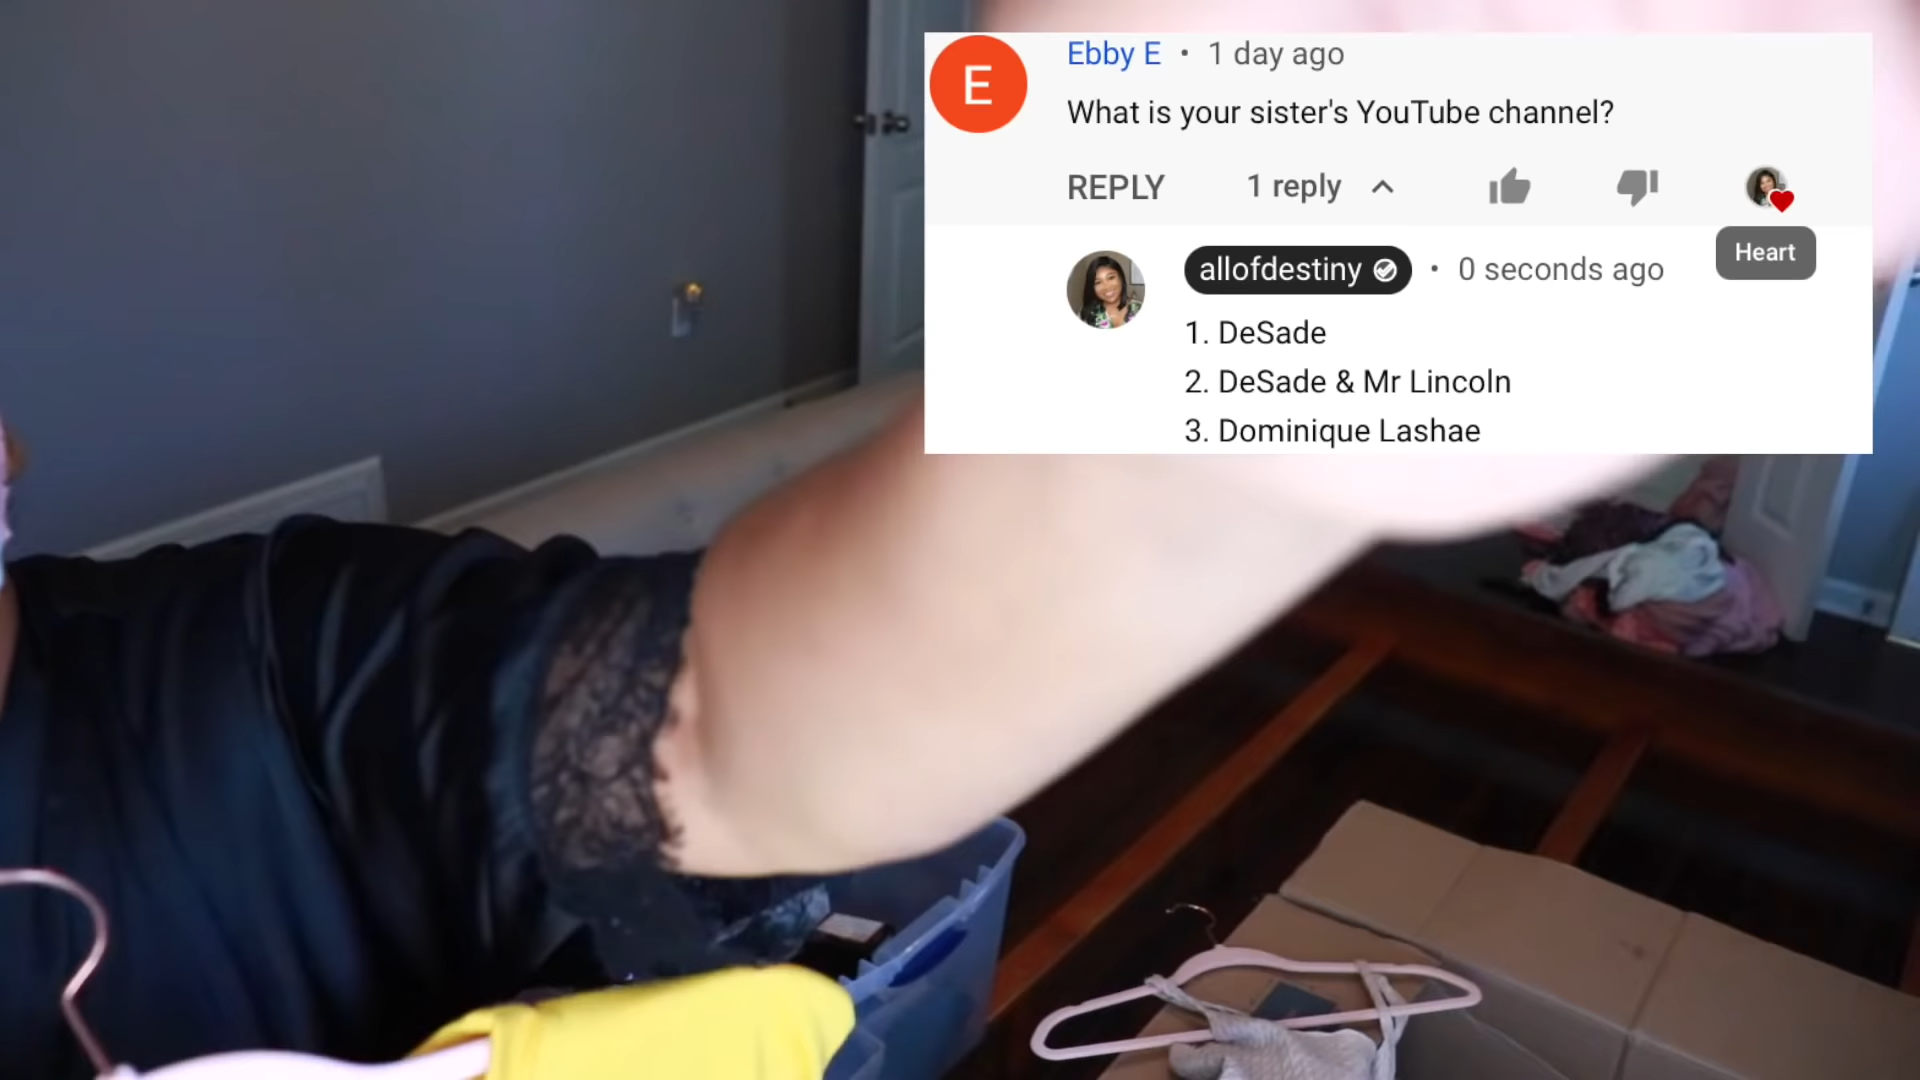 E
Ebby E • 1 day ago
What is your sister's YouTube channel?
REPLY 1 reply
Heart
allofdestiny • 0 seconds ago
1. DeSade
2. DeSade & Mr Lincoln
3. Dominique Lashae